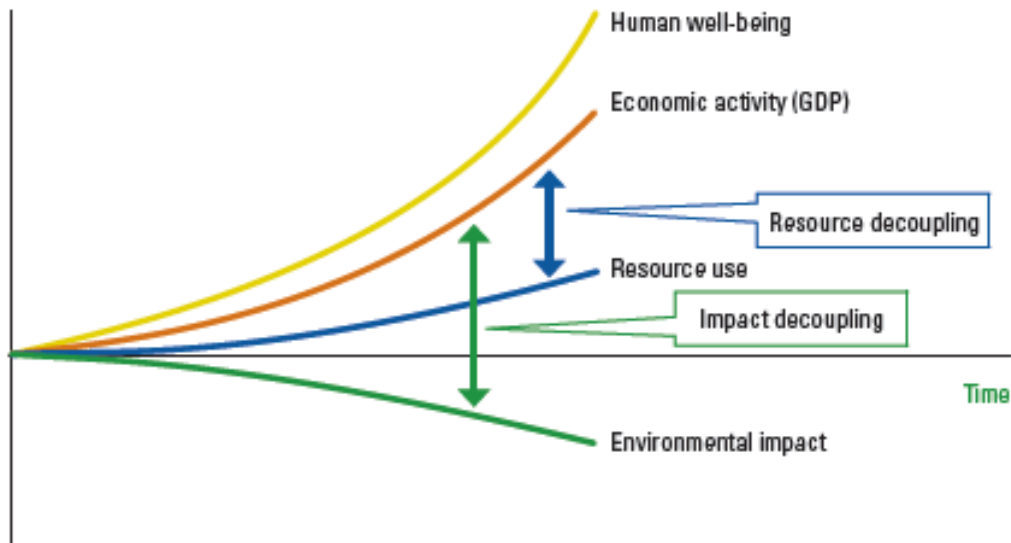 Human well-being
Economic activity (GDP)
Resource decoupling
Resource use
Impact decoupling
Time
Environmental impact